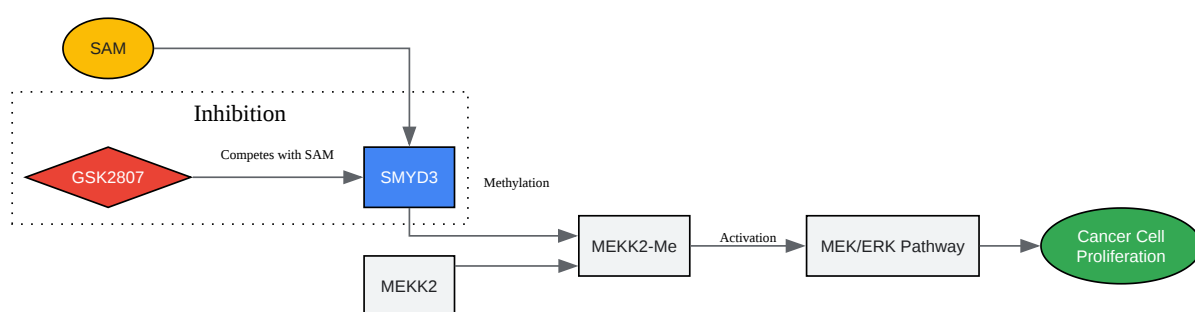 SAM
Inhibition
Competes with SAM
GSK2807
SMYD3
Methylation
MEKK2-Me
Activation
MEK/ERK Pathway
Cancer Cell
Proliferation
MEKK2